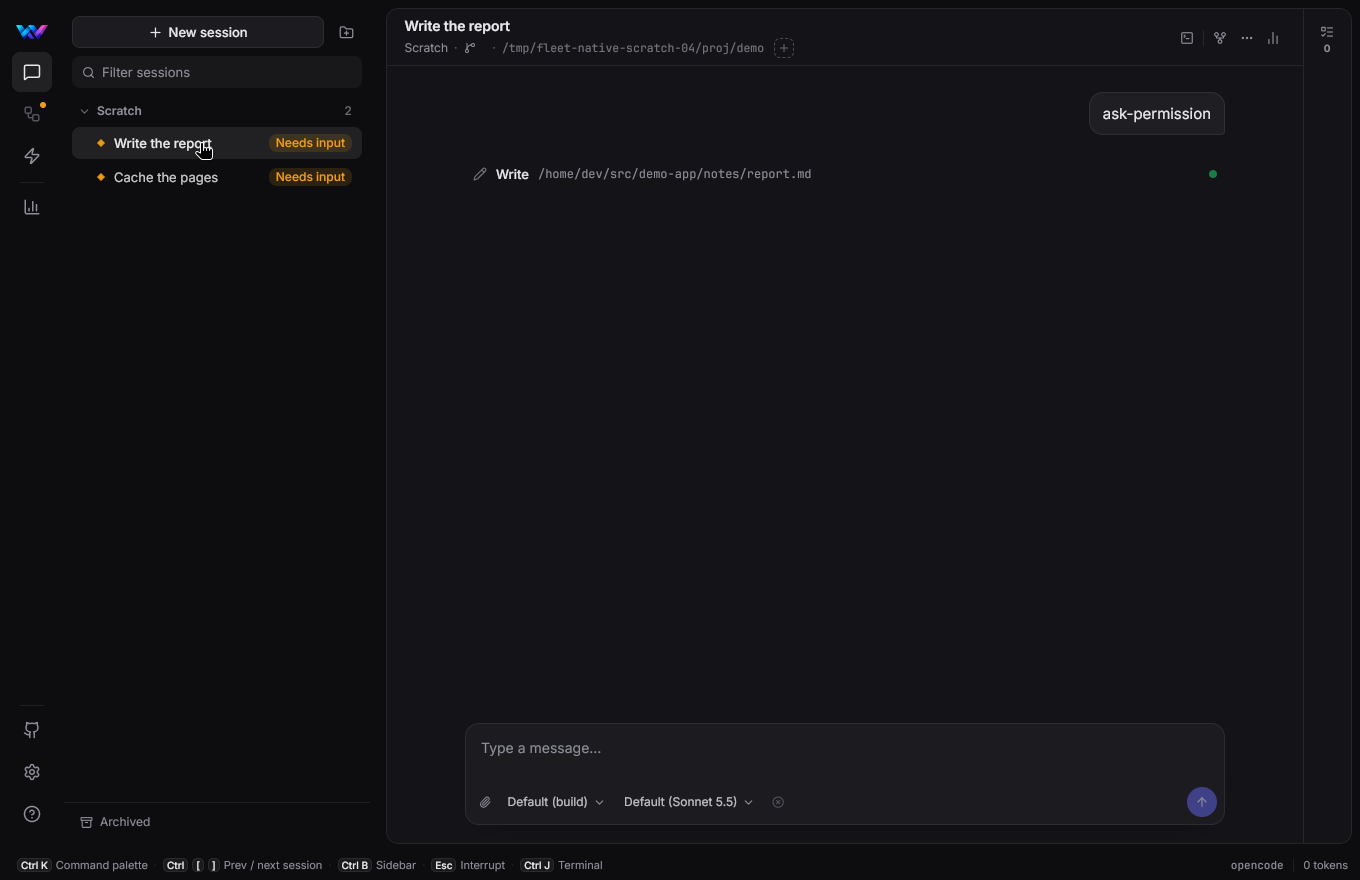 New session
Filter sessions
Scratch 2
Write the report Needs input
Cache the pages Needs input
Archived
Write the report
Scratch · · /tmp/fleet-native-scratch-04/proj/demo
0
ask-permission
Write /home/dev/src/demo-app/notes/report.md
Type a message...
Default (build) Default (Sonnet 5.5)
Ctrl K Command palette · Ctrl [ ] Prev / next session · Ctrl B Sidebar · Esc Interrupt · Ctrl J Terminal
opencode 0 tokens